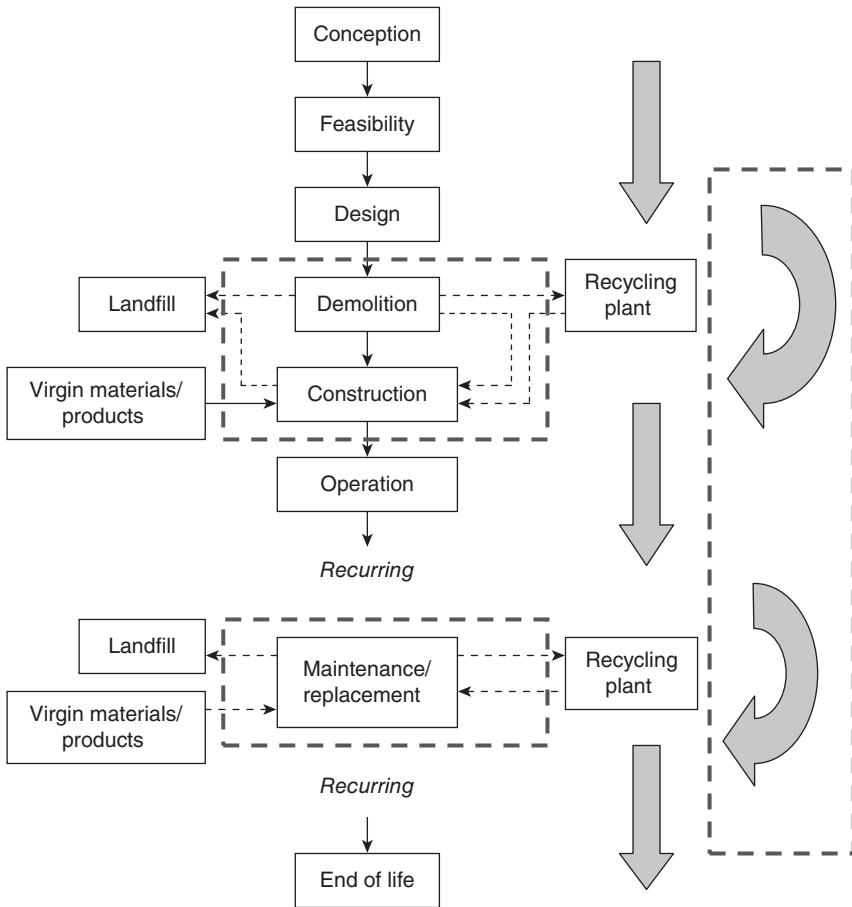 Conception
Feasibility
Design
Landfill
Demolition
Recycling
plant
Virgin materials/
products
Construction
Operation
Recurring
Landfill
Maintenance/
replacement
Recycling
plant
Virgin materials/
products
Recurring
End of life